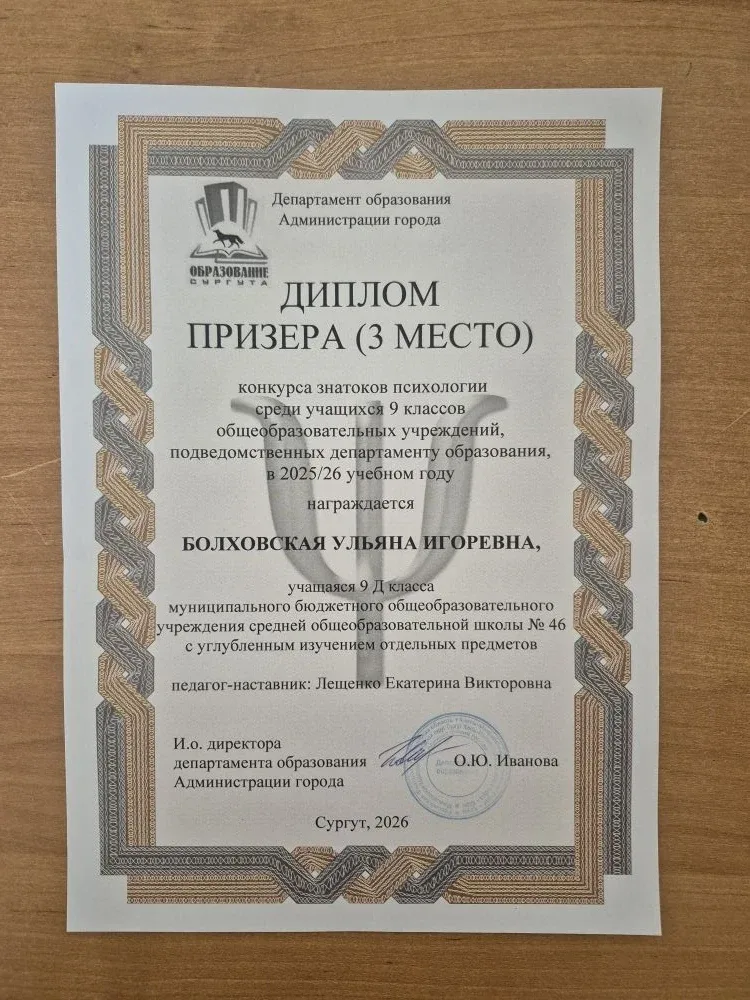 Департамент образования
Администрации города
ОБРАЗОВАНИЕ
СУРГУТА
ДИПЛОМ
ПРИЗЕРА (3 МЕСТО)
конкурса знатоков психологии
среди учащихся 9 классов
общеобразовательных учреждений,
подведомственных департаменту образования,
в 2025/26 учебном году
награждается
БОЛХОВСКАЯ УЛЬЯНА ИГОРЕВНА,
учащаяся 9 Д класса
муниципального бюджетного общеобразовательного
учреждения средней общеобразовательной школы № 46
с углубленным изучением отдельных предметов
педагог-наставник: Лещенко Екатерина Викторовна
И.о. директора
департамента образования
Администрации города
О.Ю. Иванова
Сургут, 2026